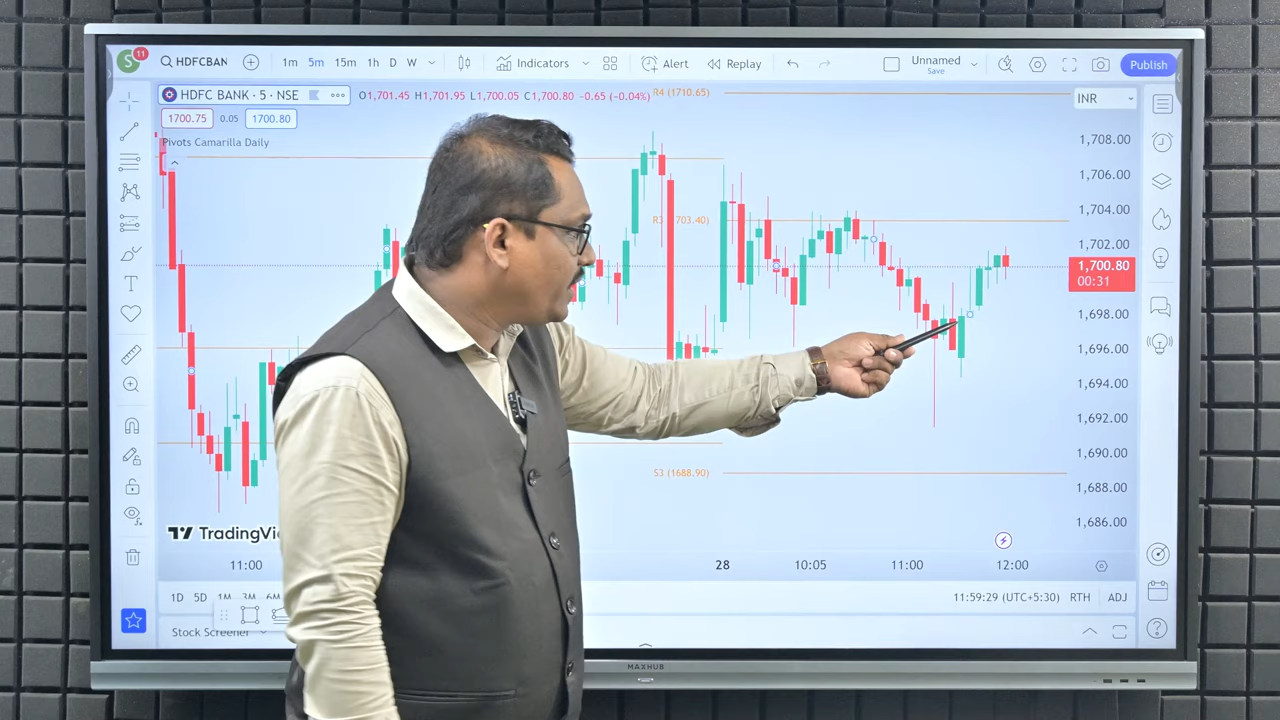 S 11 HDFCBAN 1m 5m 15m 1h D W Indicators Alert Replay Unnamed Save Publish
HDFC BANK · 5 · NSE O1,701.45 H1,701.95 L1,700.05 C1,700.80 -0.65 (-0.04%) R4 (1710.65) INR
1700.75 0.05 1700.80
Pivots Camarilla Daily
1,708.00
1,706.00
1,704.00
1,702.00
1,700.80
00:31
1,698.00
1,696.00
1,694.00
1,692.00
1,690.00
S3 (1688.90)
1,688.00
1,686.00
TradingVi
11:00 28 10:05 11:00 12:00
1D 5D 1M 3M 11:59:29 (UTC+5:30) RTH ADJ
Stock Screener
MAXHUB